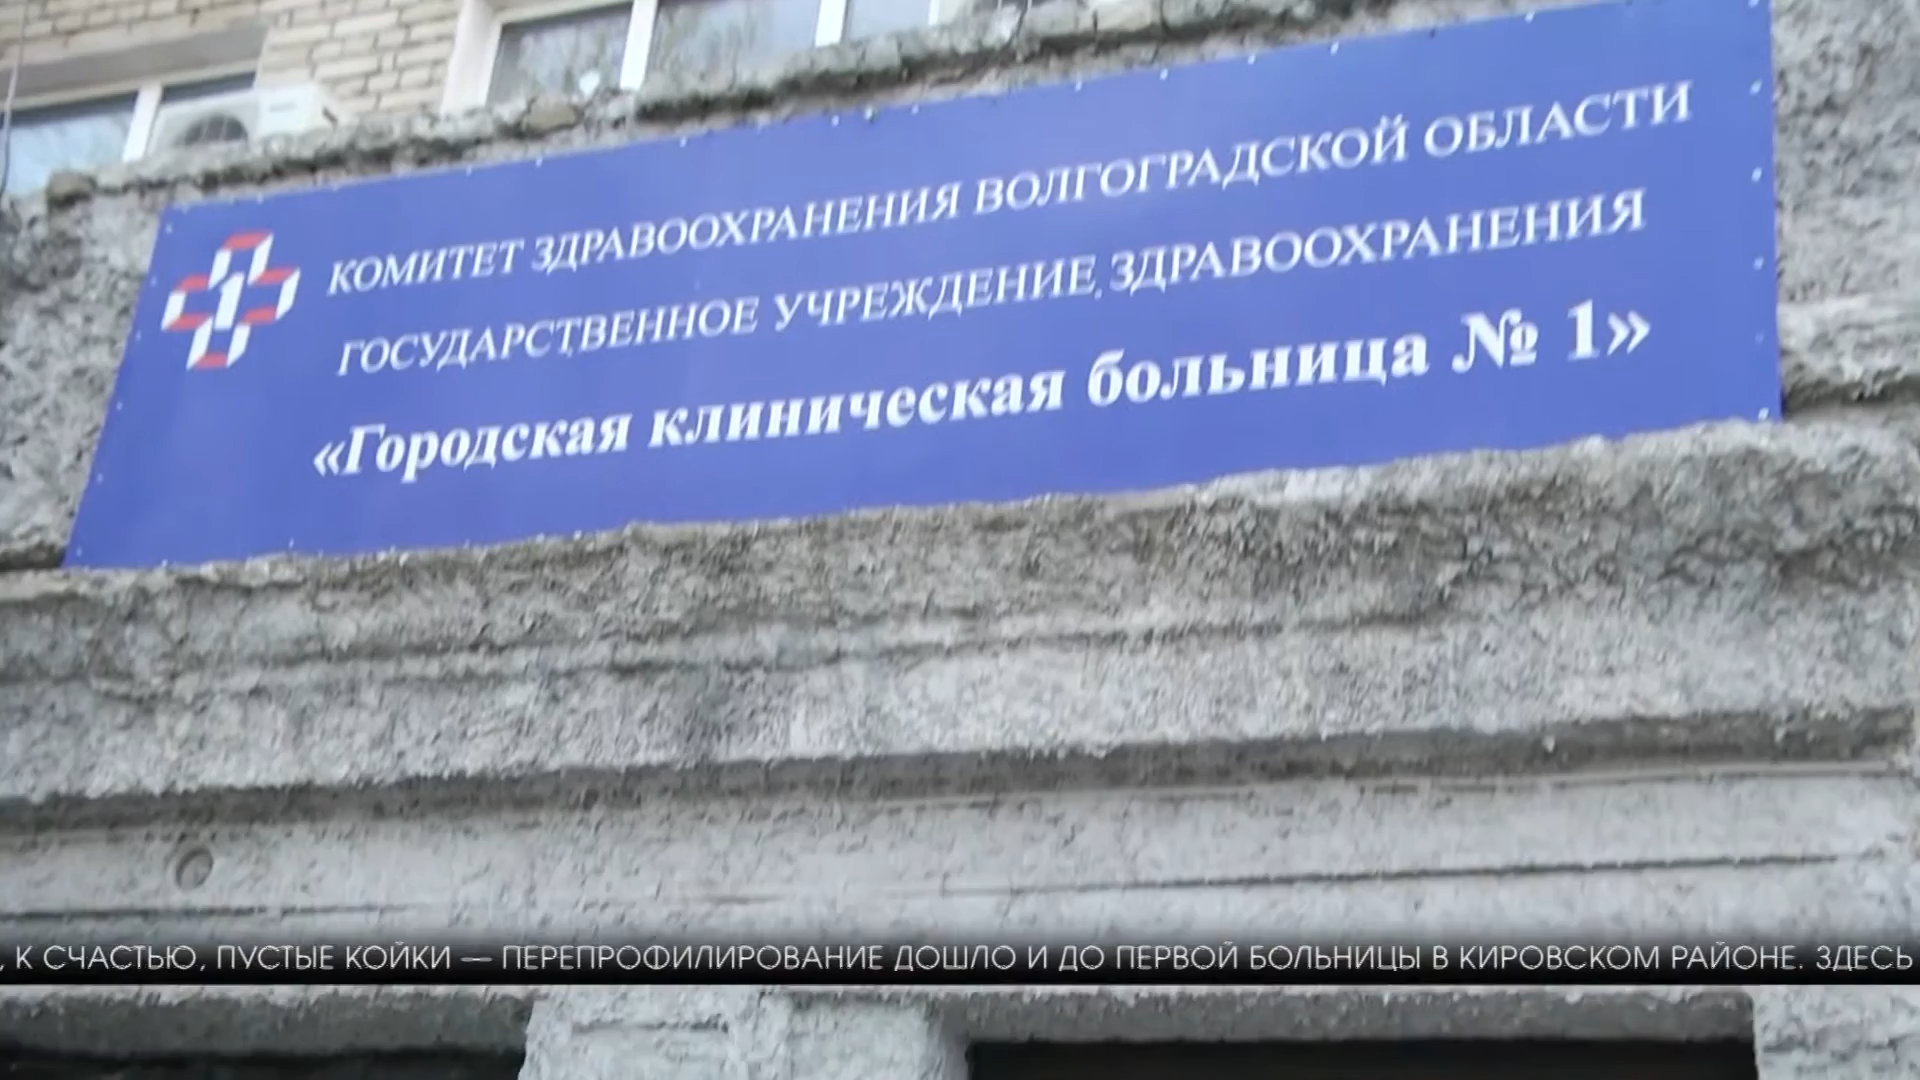 КОМИТЕТ ЗДРАВООХРАНЕНИЯ ВОЛГОГРАДСКОЙ ОБЛАСТИ
ГОСУДАРСТВЕННОЕ УЧРЕЖДЕНИЕ ЗДРАВООХРАНЕНИЯ
1
«Городская клиническая больница № 1»
, К СЧАСТЬЮ, ПУСТЫЕ КОЙКИ — ПЕРЕПРОФИЛИРОВАНИЕ ДОШЛО И ДО ПЕРВОЙ БОЛЬНИЦЫ В КИРОВСКОМ РАЙОНЕ. ЗДЕСЬ